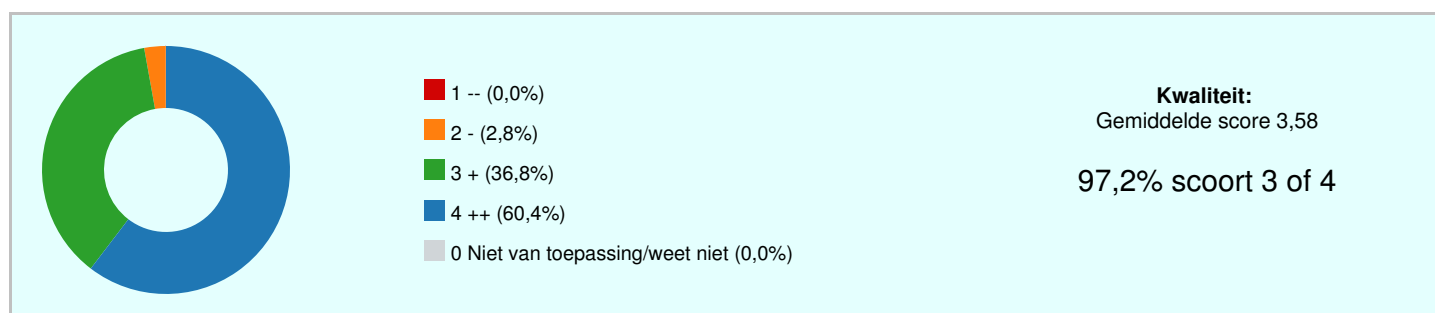 1 -- (0,0%)
2 - (2,8%)
3 + (36,8%)
4 ++ (60,4%)
0 Niet van toepassing/weet niet (0,0%)
Kwaliteit:
Gemiddelde score 3,58
97,2% scoort 3 of 4